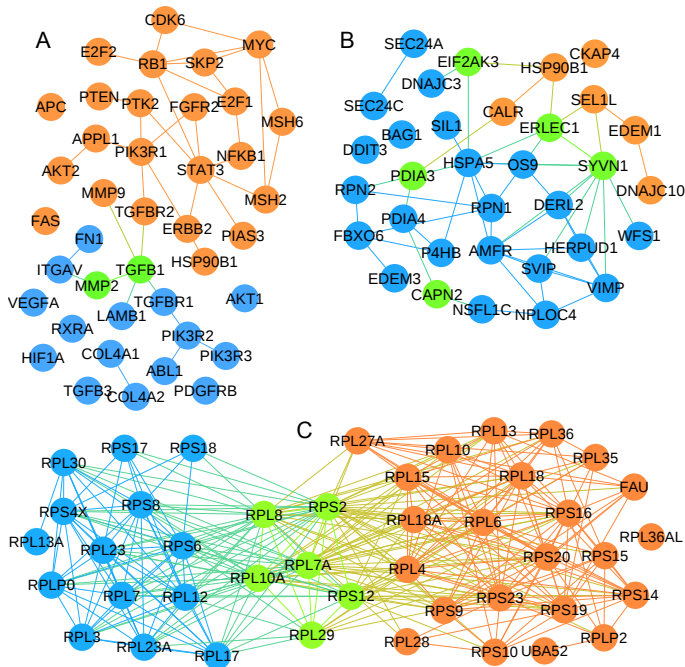 A
CDK6
E2F2
RB1
SKP2
MYC
APC
PTEN
PTK2
FGFR2
E2F1
MSH6
APPL1
PIK3R1
NFKB1
AKT2
STAT3
MMP9
MSH2
FAS
TGFBR2
ERBB2
PIAS3
FN1
HSP90B1
ITGAV
TGFB1
MMP2
VEGFA
TGFBR1
AKT1
LAMB1
RXRA
PIK3R2
HIF1A
COL4A1
PIK3R3
ABL1
TGFB3
COL4A2
PDGFRB
B
SEC24A
EIF2AK3
CKAP4
DNAJC3
HSP90B1
SEC24C
CALR
SEL1L
SIL1
ERLEC1
EDEM1
BAG1
DDIT3
HSPA5
OS9
SYVN1
PDIA3
RPN2
DNAJC10
PDIA4
RPN1
DERL2
FBXO6
WFS1
P4HB
AMFR
HERPUD1
EDEM3
SVIP
CAPN2
VIMP
NSFL1C
NPLOC4
C
RPS17
RPS18
RPL30
RPS8
RPS4X
RPL13A
RPL23
RPS6
RPLP0
RPL7
RPL12
RPL3
RPL23A
RPL17
RPL8
RPS2
RPL7A
RPL10A
RPS12
RPL29
RPL27A
RPL10
RPL13
RPL36
RPL15
RPL18
RPL35
FAU
RPL18A
RPL6
RPS16
RPL36AL
RPL4
RPS20
RPS15
RPS9
RPS23
RPS19
RPS14
RPL28
RPS10
UBA52
RPLP2